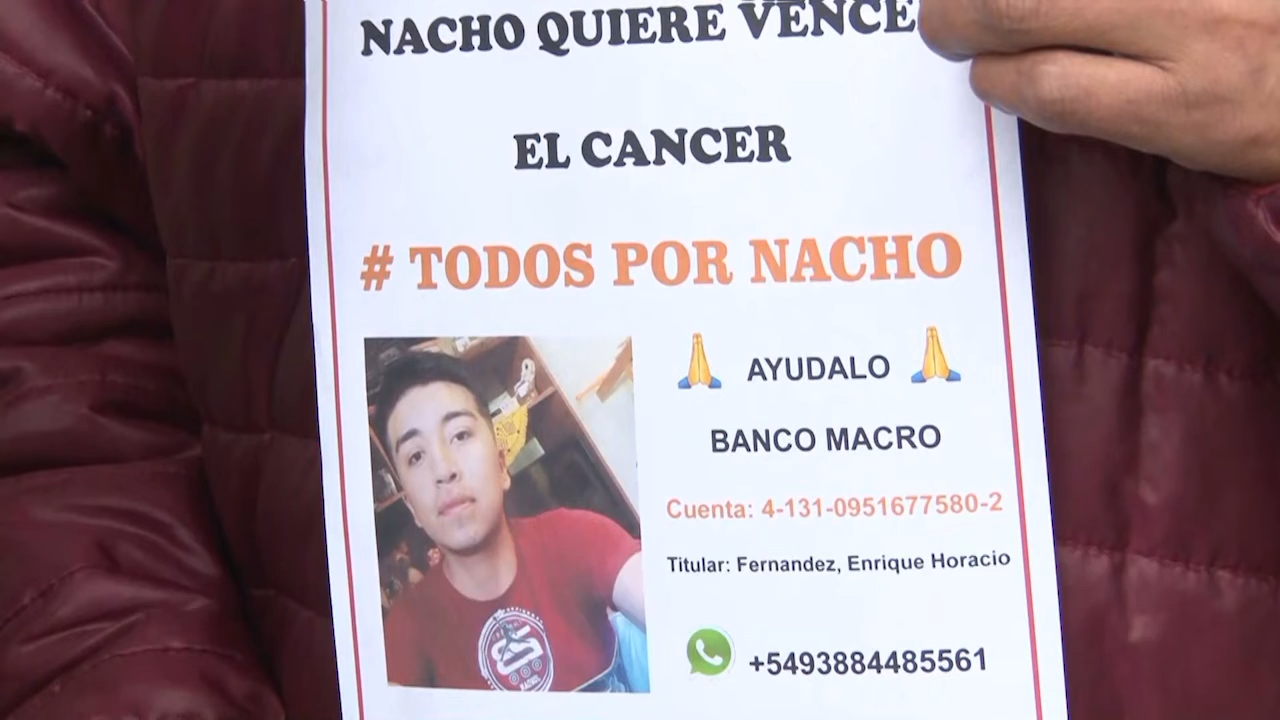 NACHO QUIERE VENCE
EL CANCER
# TODOS POR NACHO
AYUDALO
BANCO MACRO
Cuenta: 4-131-0951677580-2
Titular: Fernandez, Enrique Horacio
+5493884485561